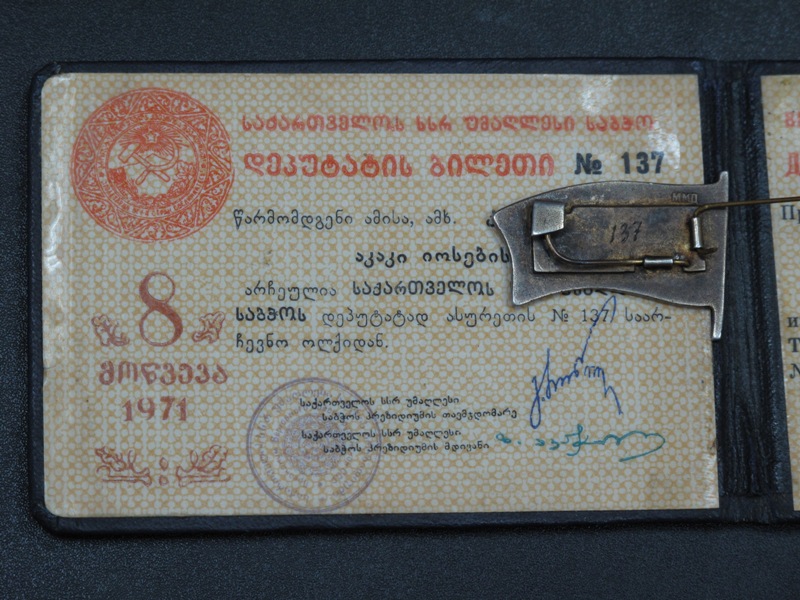 საქართველოს სსრ უმაღლესი საბჭო
დეპუტატის ბილეთი № 137
წარმომდგენი ამისა, ამხ.
აკაკი იოსების
არჩეულია საქართველოს
საბჭოს დეპუტატად ასურეთის № 137 საარ-
ჩევნო ოლქიდან.
8
მოწვევა
1971
საქართველოს სსრ უმაღლესი
საბჭოს პრეზიდიუმის თავმჯდომარე
საქართველოს სსრ უმაღლესი
საბჭოს პრეზიდიუმის მდივანი
ММД
137